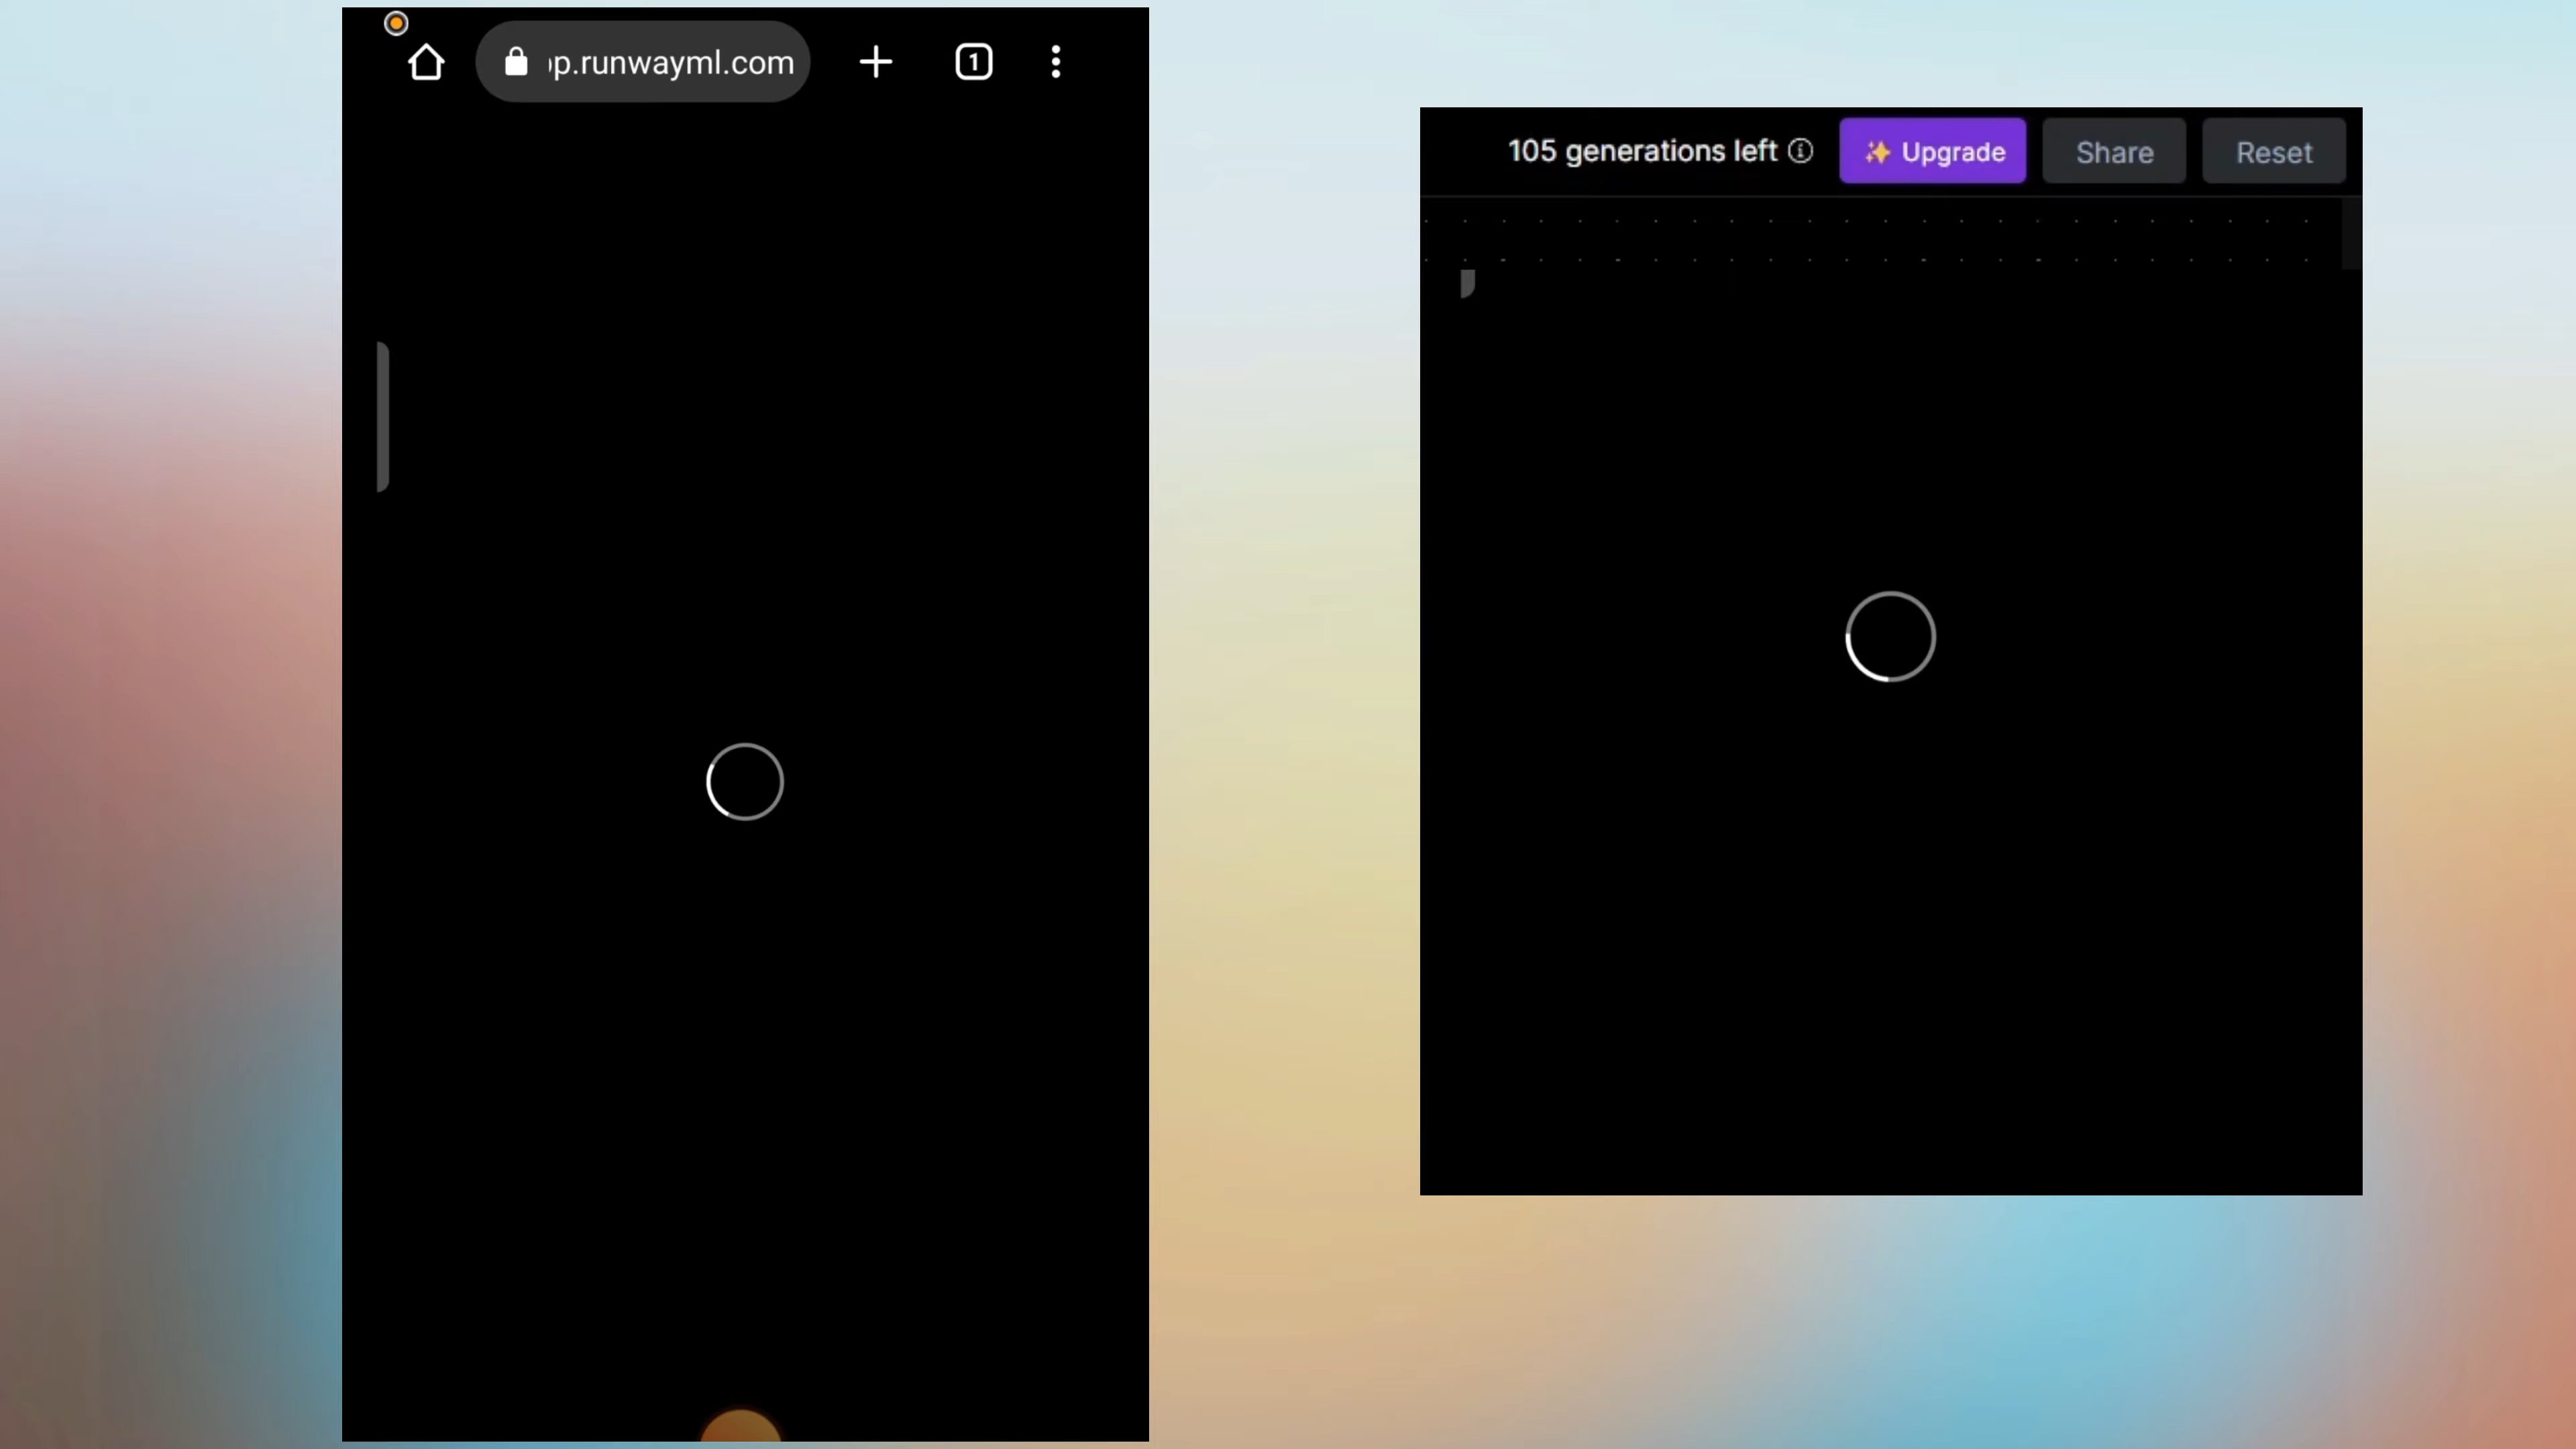 p.runwayml.com
1
105 generations left
Upgrade
Share
Reset